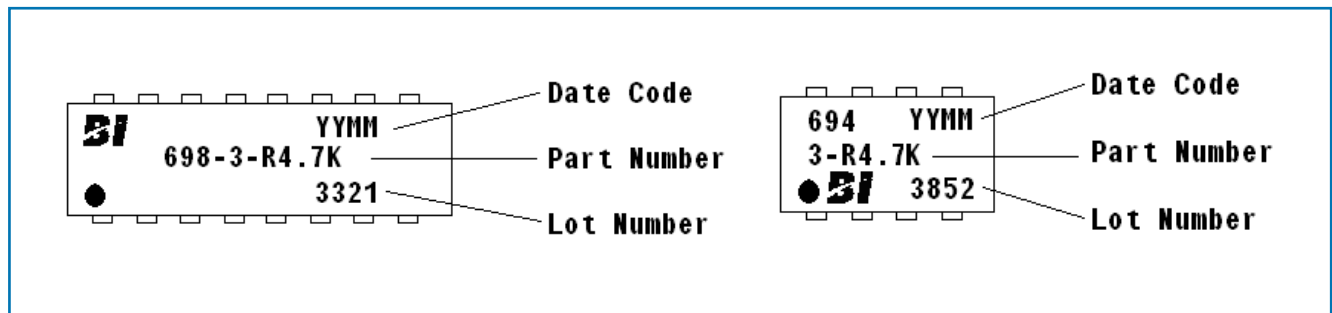 BI YYMM Date Code
698-3-R4.7K Part Number
3321 Lot Number
694 YYMM Date Code
3-R4.7K Part Number
BI 3852 Lot Number